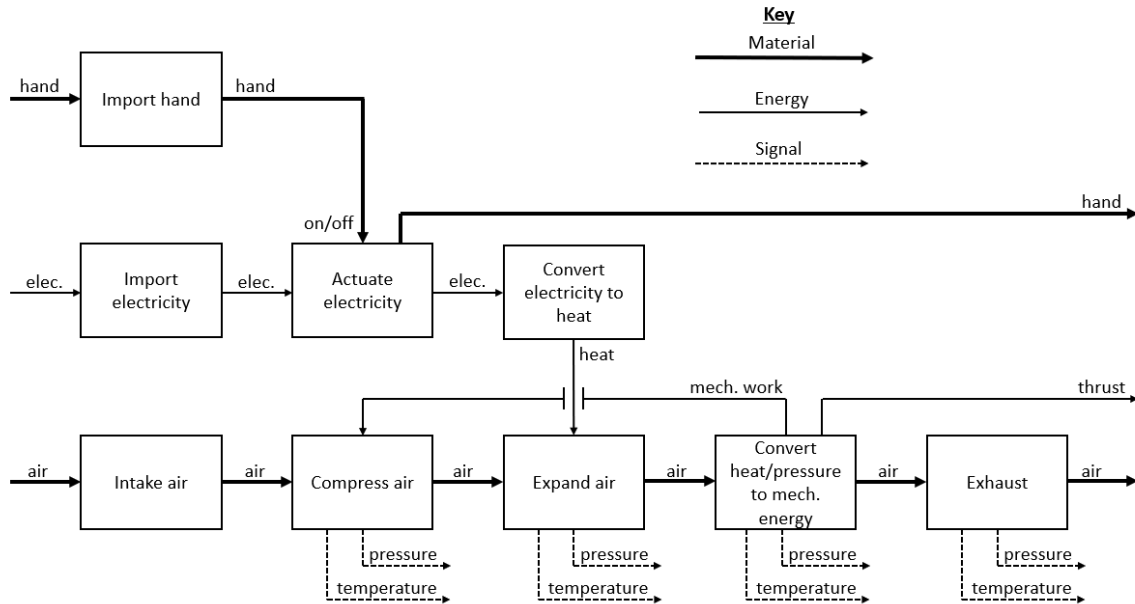 Key
Material
Energy
Signal
hand
Import hand
hand
on/off
hand
elec.
Import
electricity
elec.
Actuate
electricity
elec.
Convert
electricity to
heat
heat
mech. work
thrust
air
Intake air
air
Compress air
air
Expand air
air
Convert
heat/pressure
to mech.
energy
air
Exhaust
air
pressure
temperature
pressure
temperature
pressure
temperature
pressure
temperature